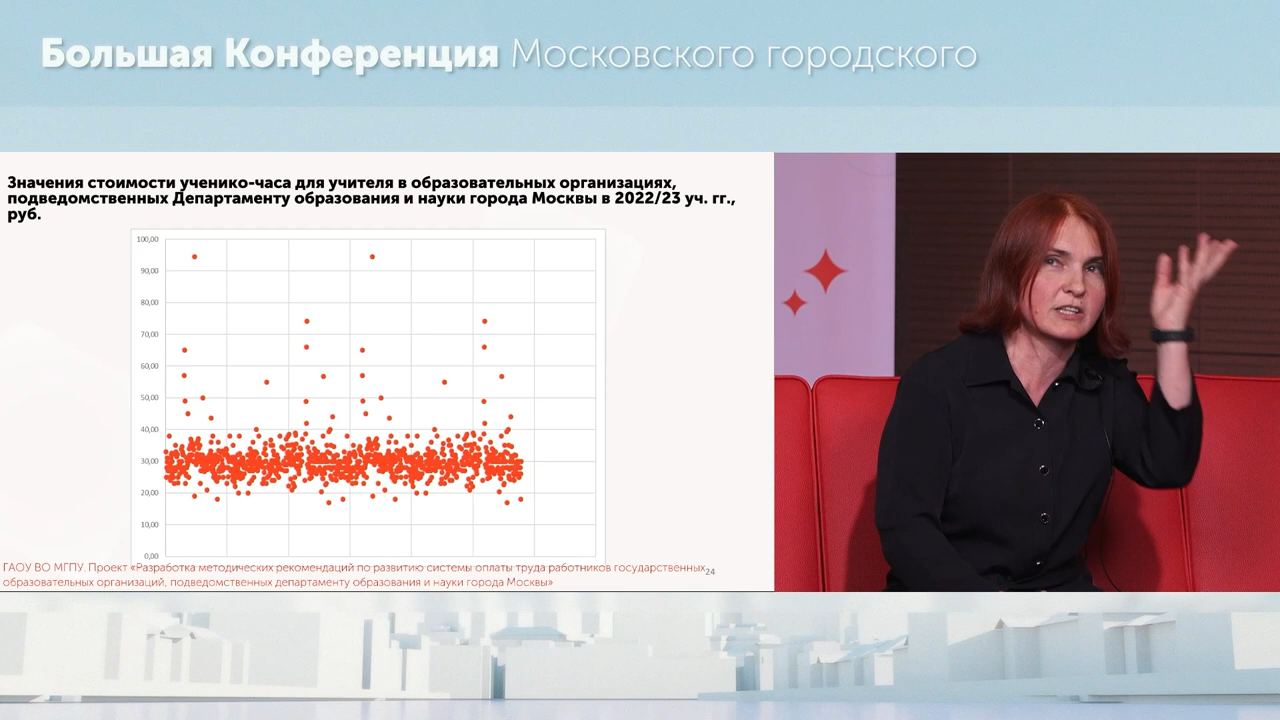 Большая Конференция Московского городского
Значения стоимости ученико-часа для учителя в образовательных организациях,
подведомственных Департаменту образования и науки города Москвы в 2022/23 уч. гг.,
руб.
100,00
90,00
80,00
70,00
60,00
50,00
40,00
30,00
20,00
10,00
0,00
ГАОУ ВО МГПУ. Проект «Разработка методических рекомендаций по развитию системы оплаты труда работников государственных
24
образовательных организаций, подведомственных департаменту образования и науки города Москвы»